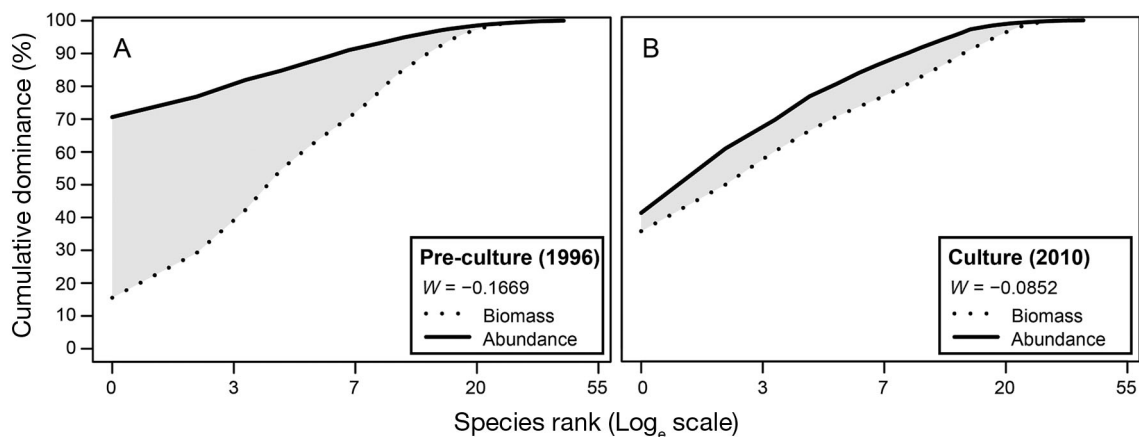 Cumulative dominance (%)
100
90
80
70
60
50
40
30
20
10
0
A
Pre-culture (1996)
W = −0.1669
Biomass
Abundance
0 3 7 20 55
B
Culture (2010)
W = −0.0852
Biomass
Abundance
0 3 7 20 55
Species rank (Logₑ scale)